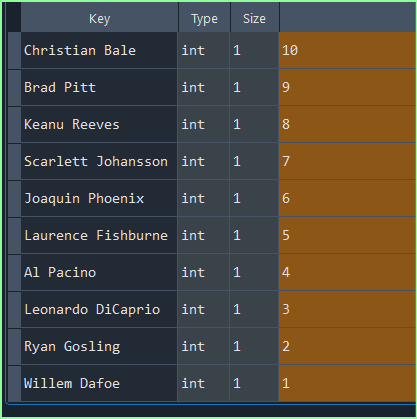 Key Type Size
Christian Bale int 1 10
Brad Pitt int 1 9
Keanu Reeves int 1 8
Scarlett Johansson int 1 7
Joaquin Phoenix int 1 6
Laurence Fishburne int 1 5
Al Pacino int 1 4
Leonardo DiCaprio int 1 3
Ryan Gosling int 1 2
Willem Dafoe int 1 1